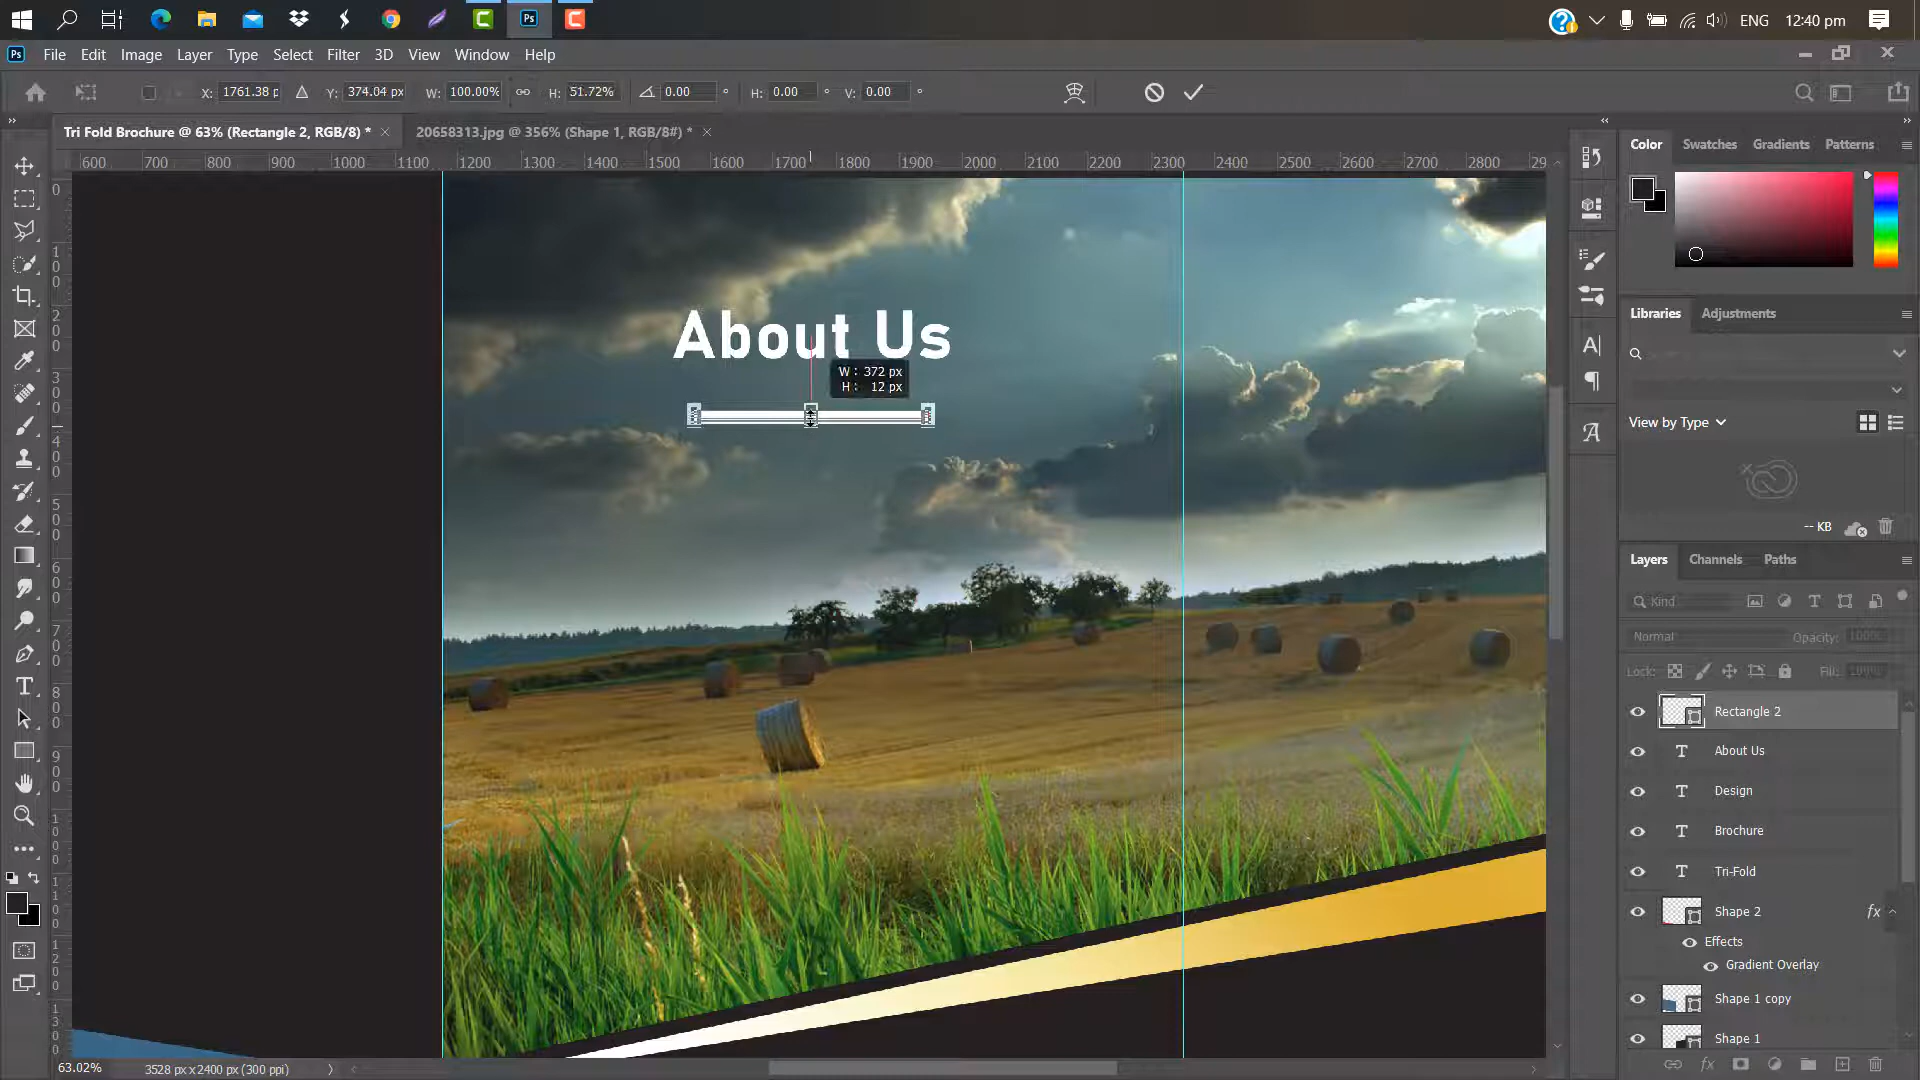 ENG
12:40 pm
Ps
File Edit Image Layer Type Select Filter 3D View Window Help
X: 1761.38 p Y: 374.04 px W: 100.00% H: 51.72% 0.00 ° H: 0.00 ° V: 0.00 °
Tri Fold Brochure @ 63% (Rectangle 2, RGB/8) * ×
20658313.jpg @ 356% (Shape 1, RGB/8#) * ×
600 700 800 900 1000 1100 1200 1300 1400 1500 1600 1700 1800 1900 2000 2100 2200 2300 2400 2500 2600 2700 2800 29
About Us
W: 372 px
H: 12 px
Color Swatches Gradients Patterns
Libraries Adjustments
View by Type
-- KB
Layers Channels Paths
Kind
Normal Opacity:
Lock: Fill:
Rectangle 2
About Us
Design
Brochure
Tri-Fold
Shape 2 fx
Effects
Gradient Overlay
Shape 1 copy
Shape 1
63.02% 3528 px x 2400 px (300 ppi)